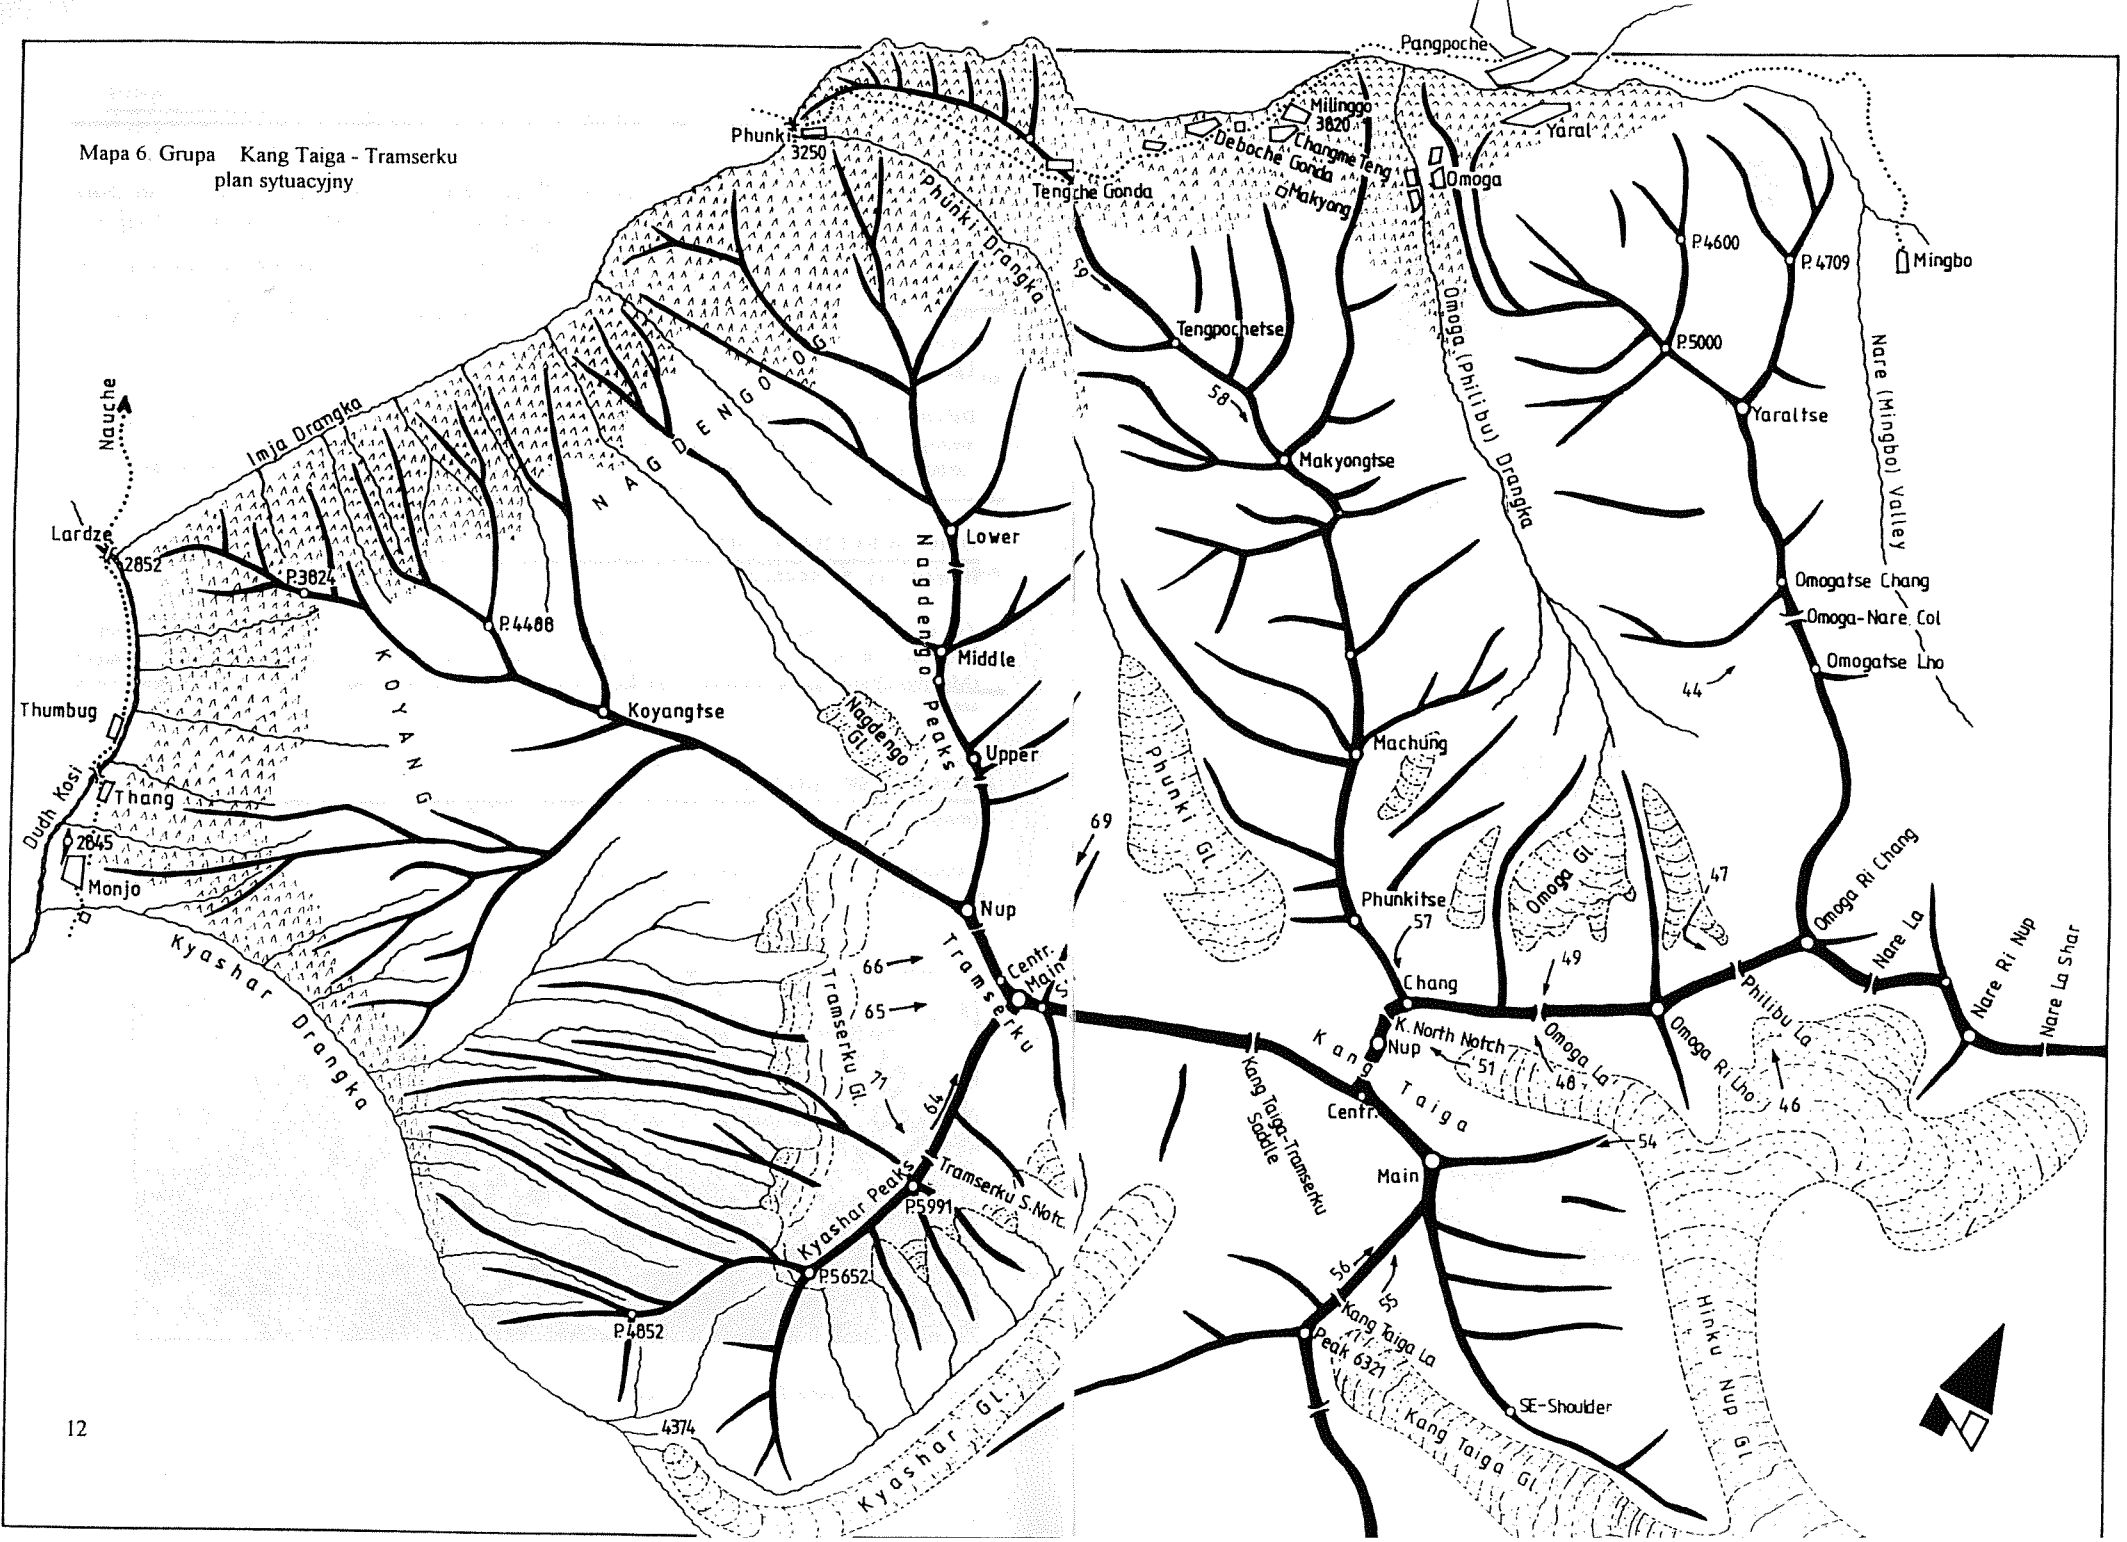 Pangpoche
Mapa 6. Grupa Kang Taiga - Tramserku
plan sytuacyjny
Phunki
3250
Tengche Gonda
Phunki Drangka
Milinggo
3820
Deboche Gonda
Changme Teng
Makyong
Omoga
Yaral
Mingbo
P.4600
P.4709
59
Tengpochetse
58
Omoga (Philibu) Drangka
P.5000
Yaraltse
Nare (Mingbo) Valley
Nauche
Imja Drangka
NAGDENGOOG
Makyongtse
Lardze
2852
P.3824
P.4488
KOYANG
Lower
Nagdengo Peaks
Middle
Upper
Omogatse Chang
Omoga-Nare Col
Omogatse Lho
44
Thumbug
Koyangtse
Nagdengo
Gl.
Machung
Phunki Gl.
Dudh Kosi
Thang
2845
Monjo
69
Omoga Gl.
47
Omoga Ri Chang
Phunkitse
57
Nup
Kyashar Drangka
Tramserku
Centr.
Main
66
65
Tramserku Gl.
71
64
Chang
49
Nare La
Nare Ri Nup
Nare La Shar
Philibu La
K. North Notch
Nup
Kang Taiga
51
Omoga La
48
Omoga Ri Lho
46
Centr.
Kang Taiga-Tramserku
Saddle
54
Main
Kyashar Peaks
Tramserku S.Notc.
P.5991
P.5652
P.4852
56
55
Kang Taiga La
Peak 6321
Hinku Nup Gl
SE-Shoulder
Kang Taiga Gl.
Kyashar Gl.
4374
12